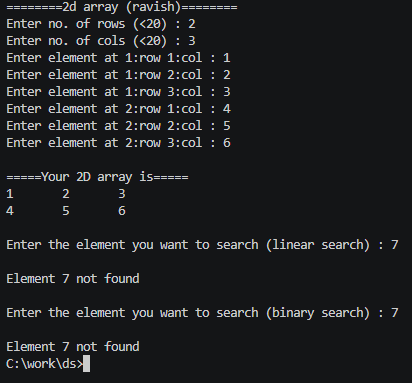 ========2d array (ravish)========
Enter no. of rows (<20) : 2
Enter no. of cols (<20) : 3
Enter element at 1:row 1:col : 1
Enter element at 1:row 2:col : 2
Enter element at 1:row 3:col : 3
Enter element at 2:row 1:col : 4
Enter element at 2:row 2:col : 5
Enter element at 2:row 3:col : 6
=====Your 2D array is=====
1 2 3
4 5 6
Enter the element you want to search (linear search) : 7
Element 7 not found
Enter the element you want to search (binary search) : 7
Element 7 not found
C:\work\ds>